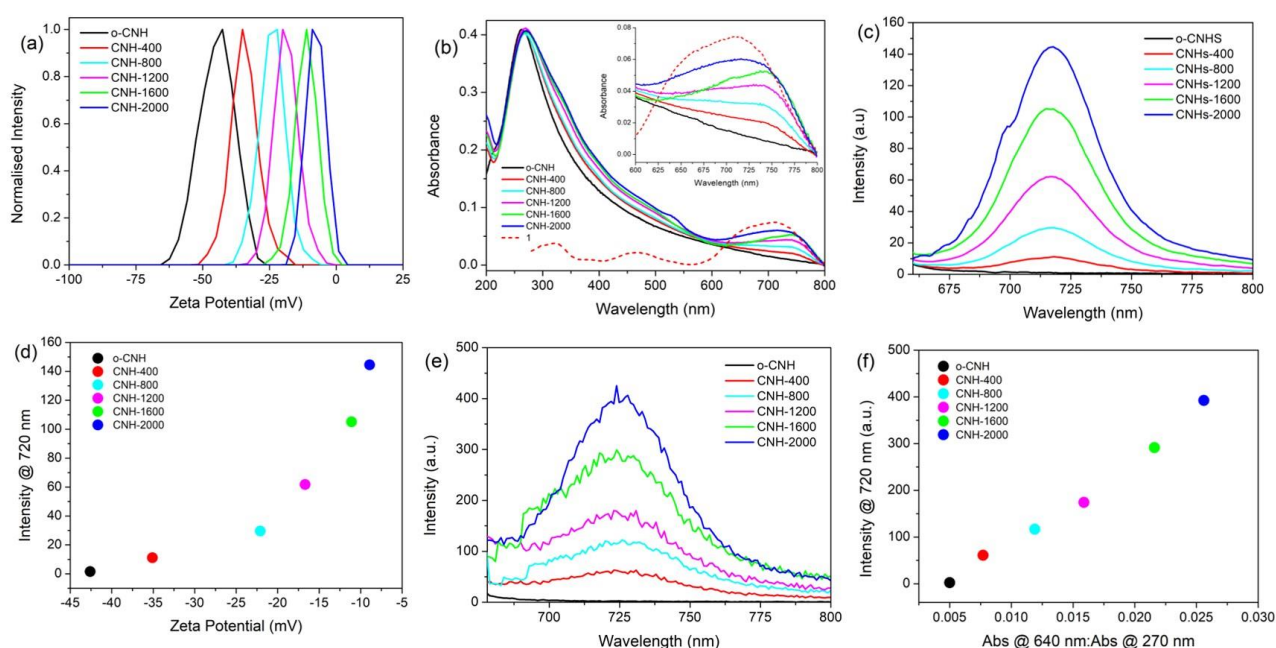 (a)
o-CNH
CNH-400
CNH-800
CNH-1200
CNH-1600
CNH-2000
Normalised Intensity
1.0
0.8
0.6
0.4
0.2
0.0
-100 -75 -50 -25 0 25
Zeta Potential (mV)
(b)
Absorbance
0.4
0.3
0.2
0.1
0.0
o-CNH
CNH-400
CNH-800
CNH-1200
CNH-1600
CNH-2000
1
200 300 400 500 600 700 800
Wavelength (nm)
Absorbance
0.08
0.06
0.04
0.02
0.00
600 625 650 675 700 725 750 775 800
Wavelength (nm)
(c)
o-CNHS
CNHs-400
CNHs-800
CNHs-1200
CNHs-1600
CNHs-2000
Intensity (a.u)
160
140
120
100
80
60
40
20
0
675 700 725 750 775 800
Wavelength (nm)
(d)
o-CNH
CNH-400
CNH-800
CNH-1200
CNH-1600
CNH-2000
Intensity @ 720 nm
160
140
120
100
80
60
40
20
0
-45 -40 -35 -30 -25 -20 -15 -10 -5
Zeta Potential (mV)
(e)
o-CNH
CNH-400
CNH-800
CNH-1200
CNH-1600
CNH-2000
Intensity (a.u.)
500
400
300
200
100
0
700 725 750 775 800
Wavelength (nm)
(f)
o-CNH
CNH-400
CNH-800
CNH-1200
CNH-1600
CNH-2000
Intensity @ 720 nm (a.u.)
500
400
300
200
100
0
0.005 0.010 0.015 0.020 0.025 0.030
Abs @ 640 nm:Abs @ 270 nm